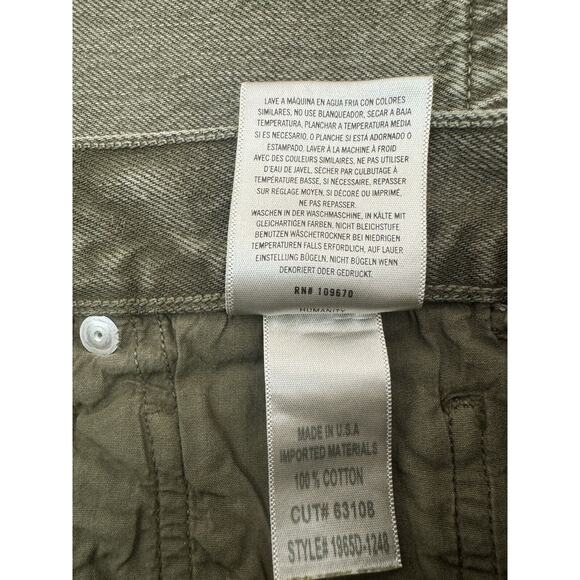 LAVE A MÁQUINA EN AGUA FRIA CON COLORES
SIMILARES, NO USE BLANQUEADOR, SECAR A BAJA
TEMPERATURA, PLANCHAR A TEMPERATURA MEDIA
SI ES NECESARIO, O PLANCHE SI ESTÁ ADORNADO O
ESTAMPADO. LAVER À LA MACHINE À FROID
AVEC DES COULEURS SIMILAIRES, NE PAS UTILISER
D'EAU DE JAVEL, SÈCHER PAR CULBUTAGE À
TEMPÉRATURE BASSE, SI NÉCESSAIRE, REPASSER
SUR RÉGLAGE MOYEN, SI DÉCORÉ OU IMPRIMÉ,
NE PAS REPASSER.
WASCHEN IN DER WASCHMASCHINE, IN KÄLTE MIT
GLEICHARTIGEN FARBEN, NICHT BLEICHSTUFE
BENUTZEN WÄSCHETROCKNER BEI NIEDRIGEN
TEMPERATUREN FALLS ERFORDLICH, AUF LAUER
EINSTELLUNG BÜGELN, NICHT BÜGELN WENN
DEKORIERT ODER GEDRUCKT.
RN# 109670
HUMANITY
MADE IN U.S.A
IMPORTED MATERIALS
100% COTTON
CUT# 63108
STYLE# 1965D-1248